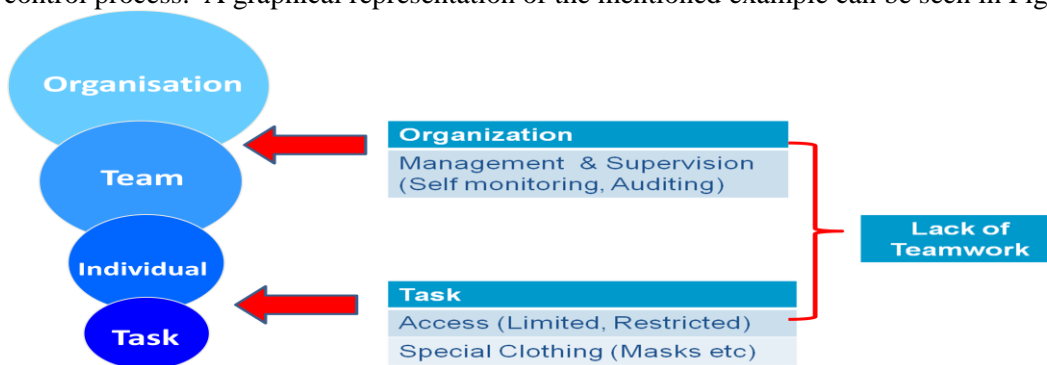 control process. A graphical representation of the mentioned example can be seen in Fig
Organisation
Team
Individual
Task
Organization
Management & Supervision
(Self monitoring, Auditing)
Task
Access (Limited, Restricted)
Special Clothing (Masks etc)
Lack of
Teamwork